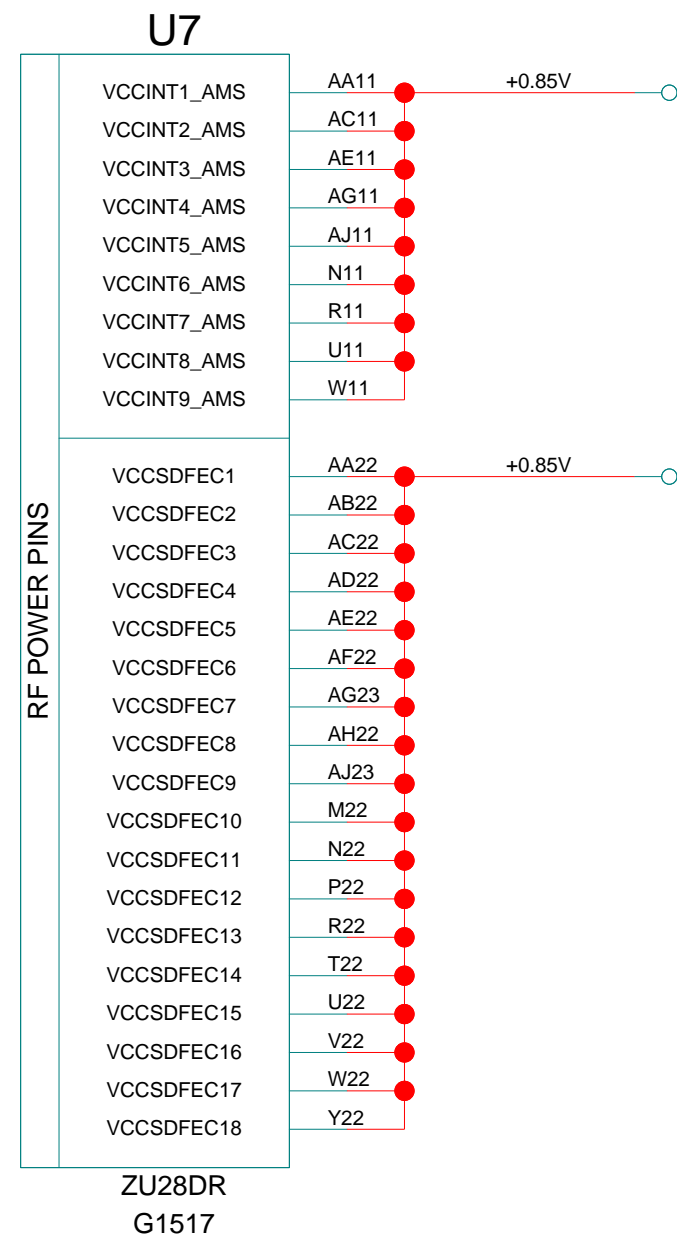 U7
VCCINT1_AMS AA11 +0.85V
VCCINT2_AMS AC11
VCCINT3_AMS AE11
VCCINT4_AMS AG11
VCCINT5_AMS AJ11
VCCINT6_AMS N11
VCCINT7_AMS R11
VCCINT8_AMS U11
VCCINT9_AMS W11
RF POWER PINS
VCCSDFEC1 AA22 +0.85V
VCCSDFEC2 AB22
VCCSDFEC3 AC22
VCCSDFEC4 AD22
VCCSDFEC5 AE22
VCCSDFEC6 AF22
VCCSDFEC7 AG23
VCCSDFEC8 AH22
VCCSDFEC9 AJ23
VCCSDFEC10 M22
VCCSDFEC11 N22
VCCSDFEC12 P22
VCCSDFEC13 R22
VCCSDFEC14 T22
VCCSDFEC15 U22
VCCSDFEC16 V22
VCCSDFEC17 W22
VCCSDFEC18 Y22
ZU28DR
G1517